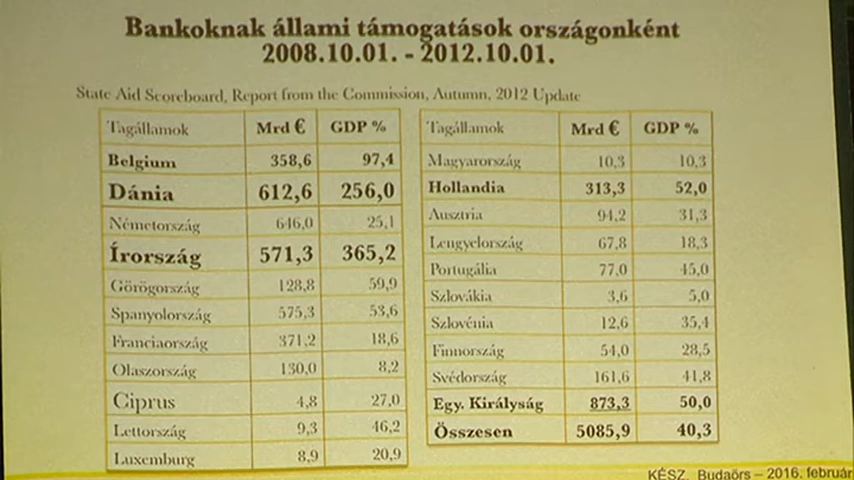 Bankoknak állami támogatások országonként
2008.10.01. - 2012.10.01.
State Aid Scoreboard, Report from the Commission, Autumn, 2012 Update
Tagállamok Mrd € GDP %
Belgium 358,6 97,4
Dánia 612,6 256,0
Németország 646,0 25,1
Írország 571,3 365,2
Görögország 128,8 59,9
Spanyolország 575,3 53,6
Franciaország 371,2 18,6
Olaszország 130,0 8,2
Ciprus 4,8 27,0
Lettország 9,3 46,2
Luxemburg 8,9 20,9
Tagállamok Mrd € GDP %
Magyarország 10,3 10,3
Hollandia 313,3 52,0
Ausztria 94,2 31,3
Lengyelország 67,8 18,3
Portugália 77,0 45,0
Szlovákia 3,6 5,0
Szlovénia 12,6 35,4
Finnország 54,0 28,5
Svédország 161,6 41,8
Egy. Királyság 873,3 50,0
Összesen 5085,9 40,3
KÉSZ, Budaörs – 2016. február